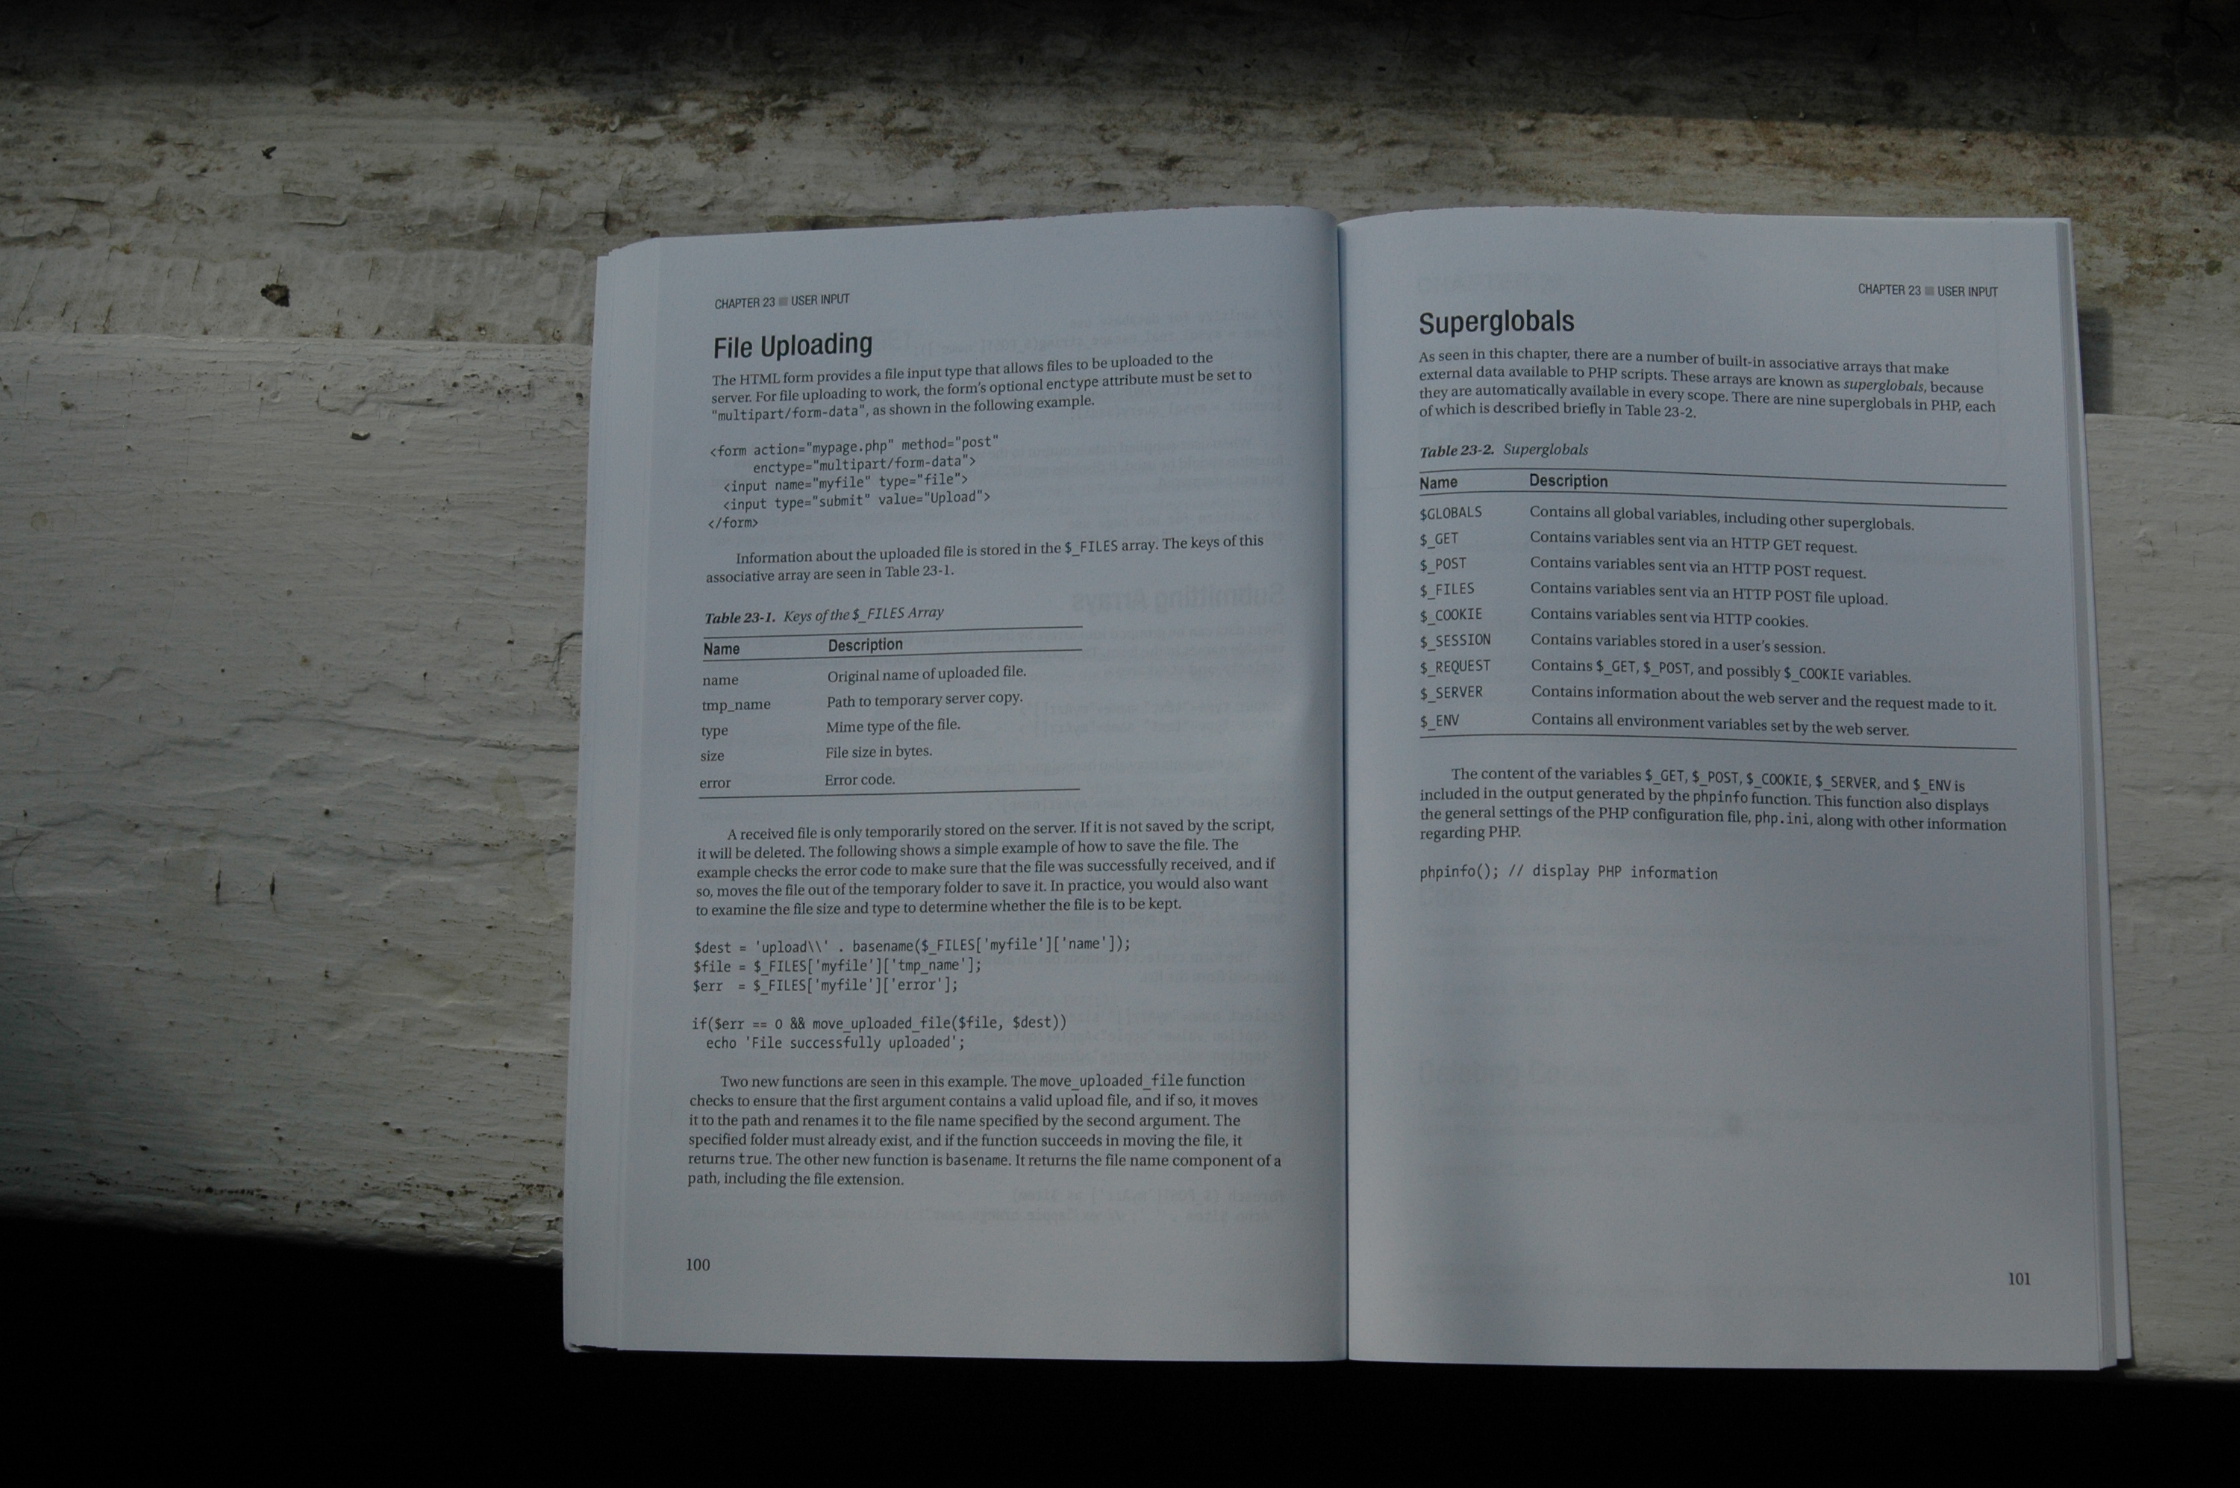 CHAPTER 23 ■ USER INPUT
File Uploading
The HTML form provides a file input type that allows files to be uploaded to the
server. For file uploading to work, the form's optional enctype attribute must be set to
"multipart/form-data", as shown in the following example.
<form action="mypage.php" method="post"
      enctype="multipart/form-data">
  <input name="myfile" type="file">
  <input type="submit" value="Upload">
</form>
Information about the uploaded file is stored in the $_FILES array. The keys of this
associative array are seen in Table 23-1.
Table 23-1. Keys of the $_FILES Array
Name Description
name Original name of uploaded file.
tmp_name Path to temporary server copy.
type Mime type of the file.
size File size in bytes.
error Error code.
A received file is only temporarily stored on the server. If it is not saved by the script,
it will be deleted. The following shows a simple example of how to save the file. The
example checks the error code to make sure that the file was successfully received, and if
so, moves the file out of the temporary folder to save it. In practice, you would also want
to examine the file size and type to determine whether the file is to be kept.
$dest = 'upload\\' . basename($_FILES['myfile']['name']);
$file = $_FILES['myfile']['tmp_name'];
$err  = $_FILES['myfile']['error'];
if($err == 0 && move_uploaded_file($file, $dest))
  echo 'File successfully uploaded';
Two new functions are seen in this example. The move_uploaded_file function
checks to ensure that the first argument contains a valid upload file, and if so, it moves
it to the path and renames it to the file name specified by the second argument. The
specified folder must already exist, and if the function succeeds in moving the file, it
returns true. The other new function is basename. It returns the file name component of a
path, including the file extension.
100
CHAPTER 23 ■ USER INPUT
Superglobals
As seen in this chapter, there are a number of built-in associative arrays that make
external data available to PHP scripts. These arrays are known as superglobals, because
they are automatically available in every scope. There are nine superglobals in PHP, each
of which is described briefly in Table 23-2.
Table 23-2. Superglobals
Name Description
$GLOBALS Contains all global variables, including other superglobals.
$_GET Contains variables sent via an HTTP GET request.
$_POST Contains variables sent via an HTTP POST request.
$_FILES Contains variables sent via an HTTP POST file upload.
$_COOKIE Contains variables sent via HTTP cookies.
$_SESSION Contains variables stored in a user's session.
$_REQUEST Contains $_GET, $_POST, and possibly $_COOKIE variables.
$_SERVER Contains information about the web server and the request made to it.
$_ENV Contains all environment variables set by the web server.
The content of the variables $_GET, $_POST, $_COOKIE, $_SERVER, and $_ENV is
included in the output generated by the phpinfo function. This function also displays
the general settings of the PHP configuration file, php.ini, along with other information
regarding PHP.
phpinfo(); // display PHP information
101